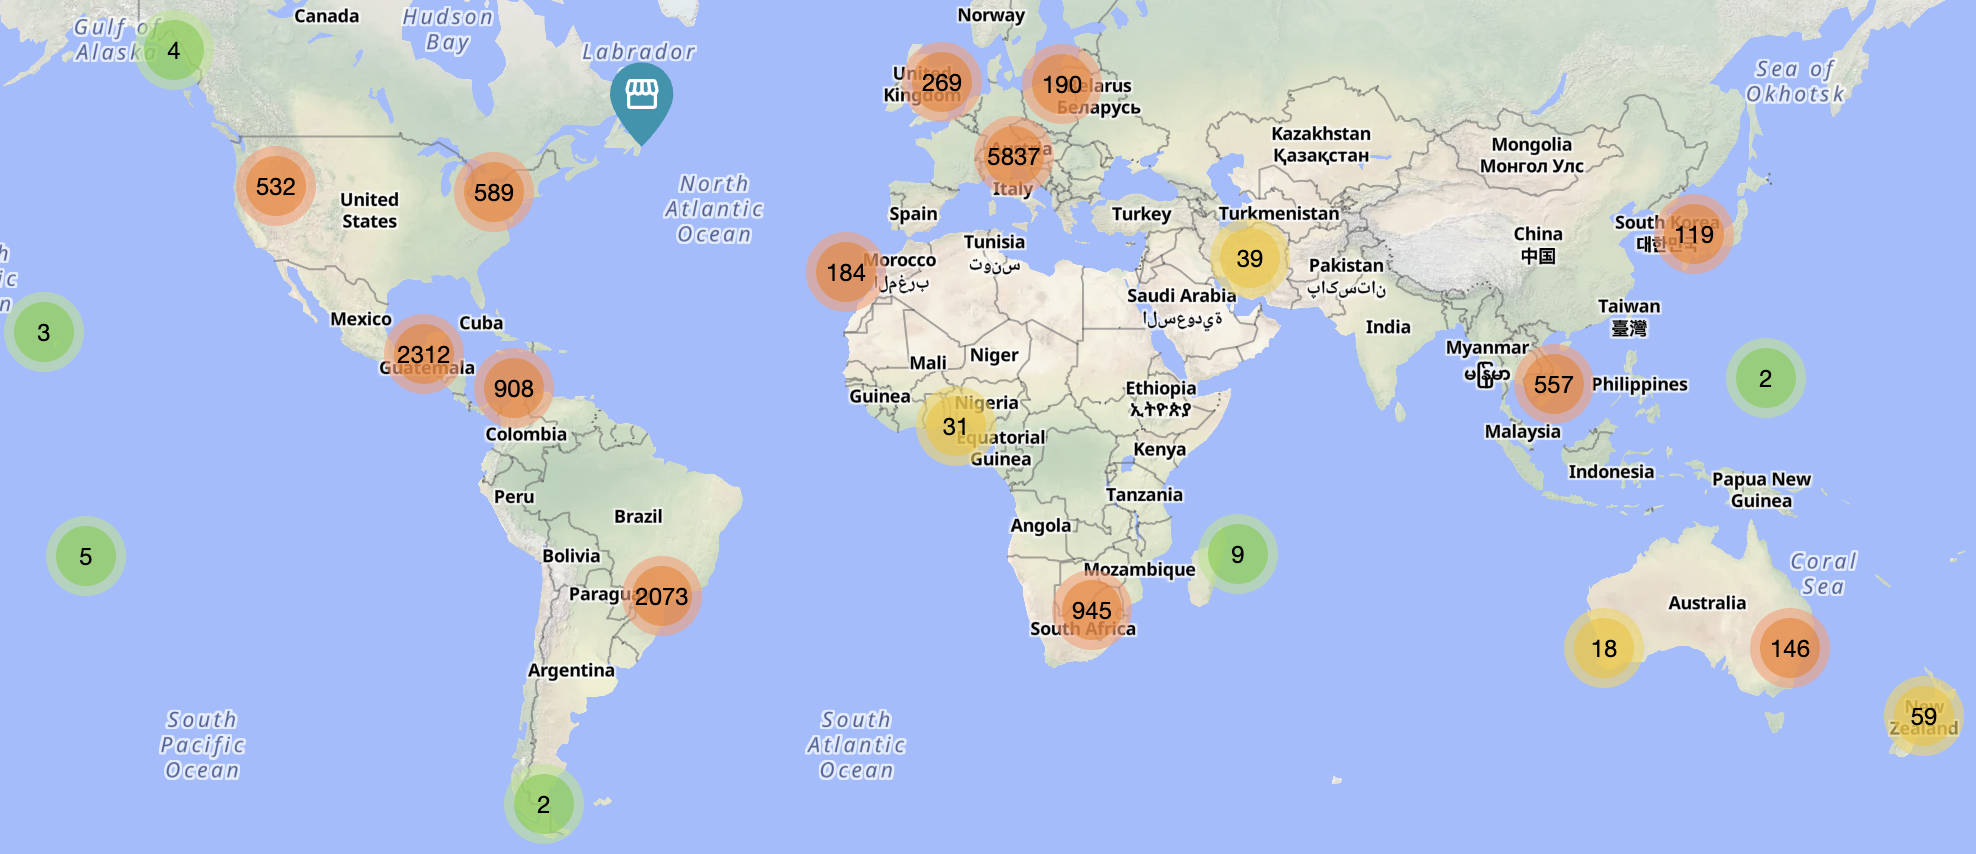 Canada
Hudson
Bay
Norway
Gulf of
Alaska
4
Labrador
United
Kingdom
269
190
Belarus
Беларусь
Sea of
Okhotsk
Kazakhstan
Қазақстан
Mongolia
Монгол Улс
5837
Austria
Italy
532
589
United
States
North
Atlantic
Ocean
Spain
Turkey
Turkmenistan
South Korea
대한민국
119
Tunisia
تونس
China
中国
184
Morocco
المغرب
39
Pakistan
پاکستان
Saudi Arabia
السعودية
Taiwan
臺灣
3
Mexico
Cuba
India
2312
Guatemala
Mali
Niger
Myanmar
မြန်မာ
908
Guinea
Nigeria
Ethiopia
ኢትዮጵያ
557
Philippines
2
31
Colombia
Equatorial
Guinea
Kenya
Malaysia
Indonesia
Peru
Brazil
Tanzania
Papua New
Guinea
Angola
5
Bolivia
9
Mozambique
Coral
Sea
Paragu
2073
945
South Africa
Australia
18
146
Argentina
South
Pacific
Ocean
South
Atlantic
Ocean
59
New
Zealand
2